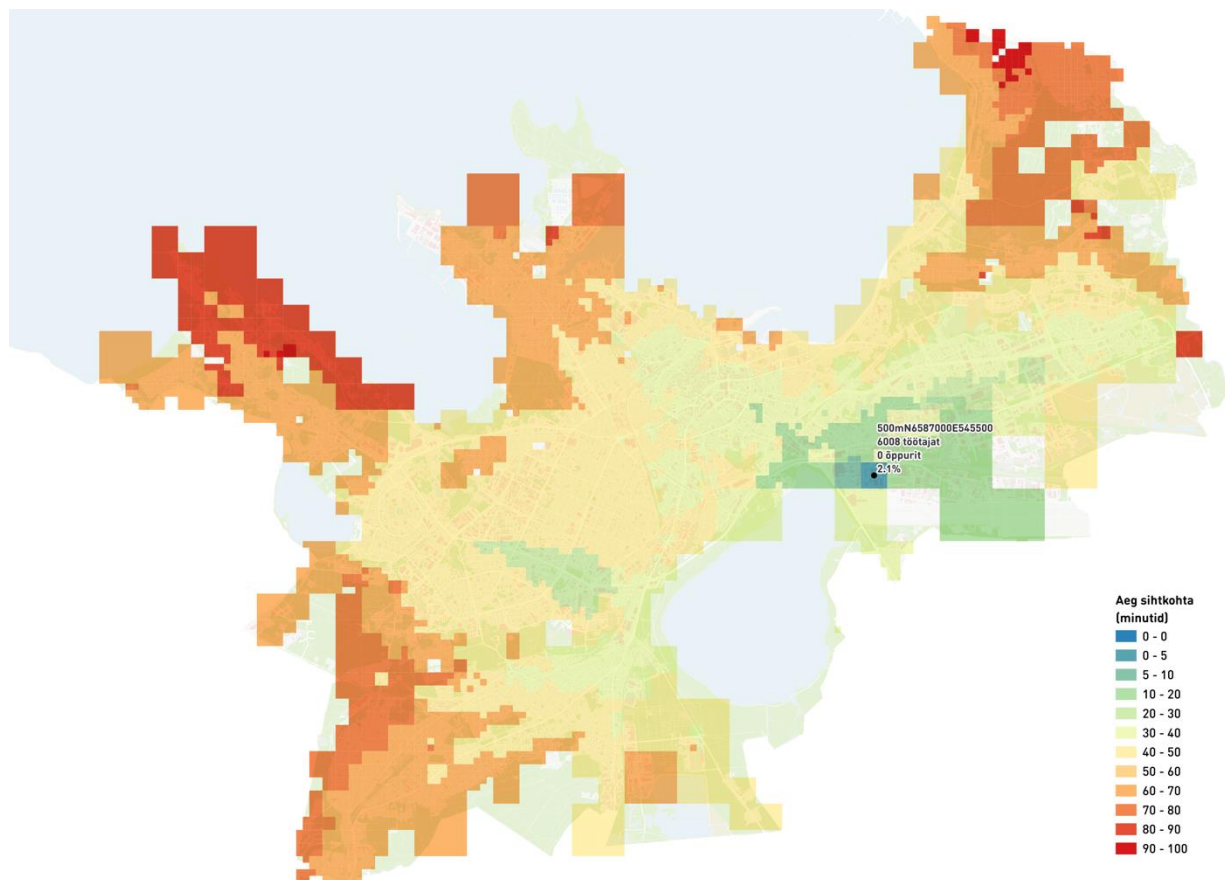 500mN6587000E545500
6008 töötajat
0 õppurit
2.1%
Aeg sihtkohta
(minutid)
0 - 0
0 - 5
5 - 10
10 - 20
20 - 30
30 - 40
40 - 50
50 - 60
60 - 70
70 - 80
80 - 90
90 - 100